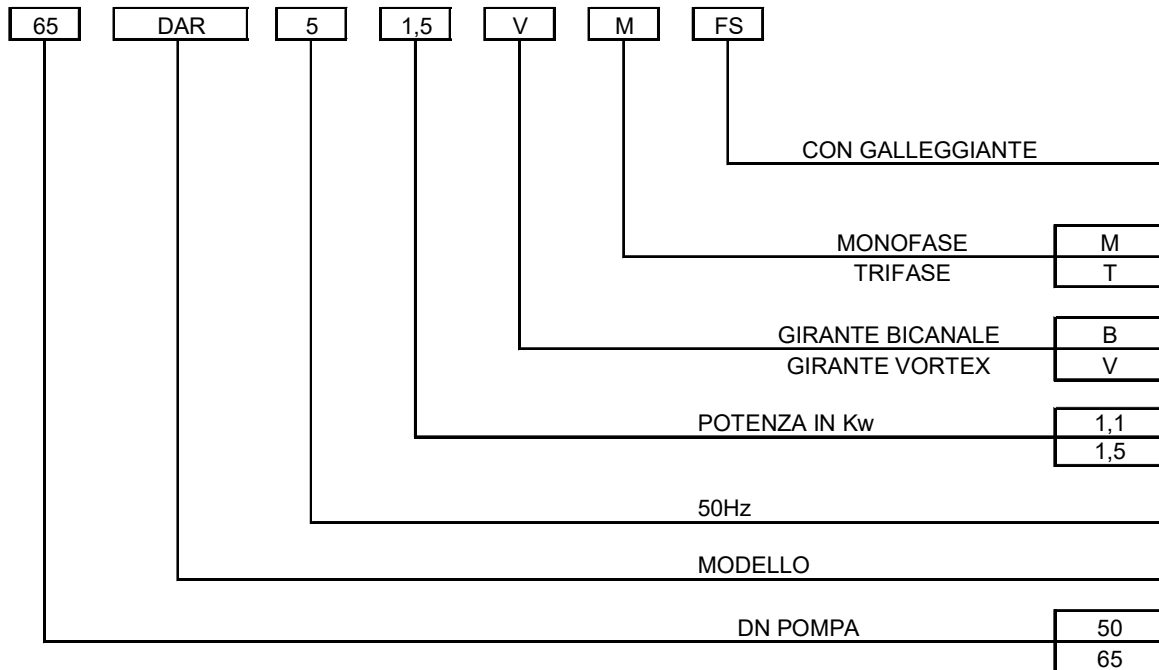 65 DAR 5 1,5 V M FS
CON GALLEGGIANTE
MONOFASE M
TRIFASE T
GIRANTE BICANALE B
GIRANTE VORTEX V
POTENZA IN Kw 1,1
1,5
50Hz
MODELLO
DN POMPA 50
65